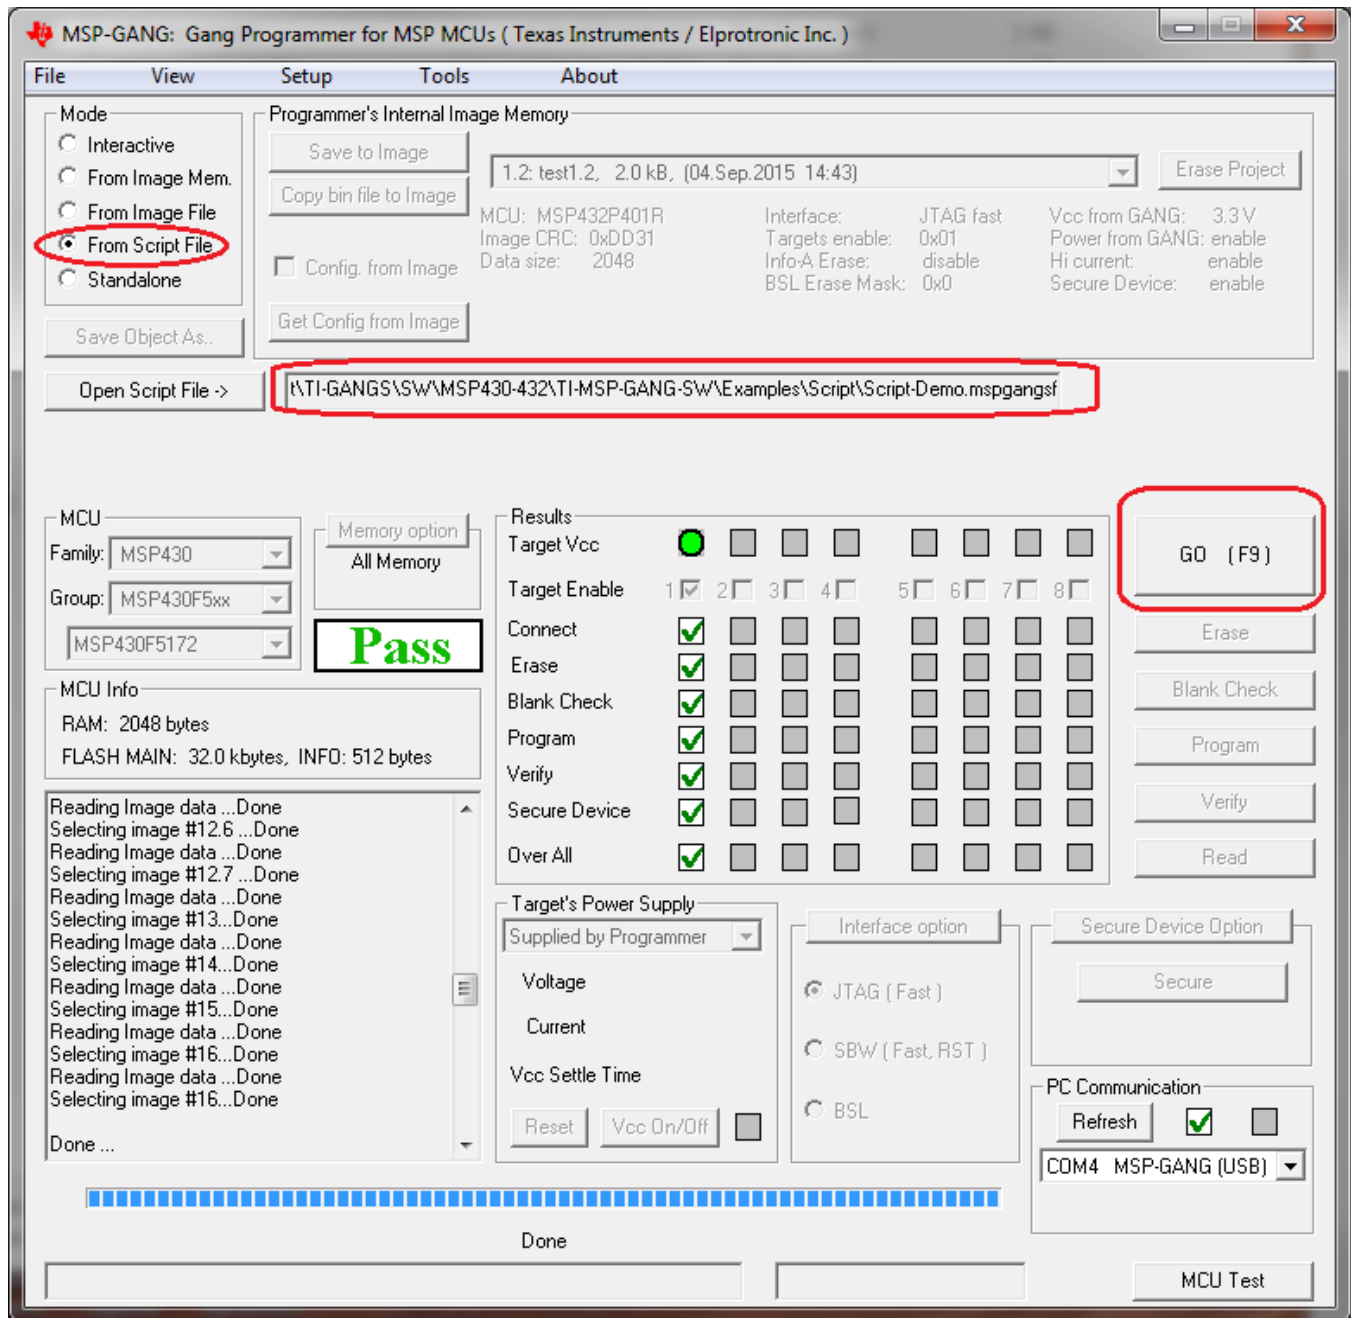 MSP-GANG: Gang Programmer for MSP MCUs ( Texas Instruments / Elprotronic Inc. )
File View Setup Tools About
Mode
Interactive
From Image Mem.
From Image File
From Script File
Standalone
Save Object As..
Programmer's Internal Image Memory
Save to Image
Copy bin file to Image
Config. from Image
Get Config from Image
1.2: test1.2, 2.0 kB, (04.Sep.2015 14:43)
Erase Project
MCU: MSP432P401R
Image CRC: 0xDD31
Data size: 2048
Interface: JTAG fast
Targets enable: 0x01
Info-A Erase: disable
BSL Erase Mask: 0x0
Vcc from GANG: 3.3 V
Power from GANG: enable
Hi current: enable
Secure Device: enable
Open Script File -> t\TI-GANGS\SW\MSP430-432\TI-MSP-GANG-SW\Examples\Script\Script-Demo.mspgangsf
MCU
Family: MSP430
Group: MSP430F5xx
MSP430F5172
Memory option
All Memory
Pass
MCU Info
RAM: 2048 bytes
FLASH MAIN: 32.0 kbytes, INFO: 512 bytes
Reading Image data ...Done
Selecting image #12.6 ...Done
Reading Image data ...Done
Selecting image #12.7 ...Done
Reading Image data ...Done
Selecting image #13...Done
Reading Image data ...Done
Selecting image #14...Done
Reading Image data ...Done
Selecting image #15...Done
Reading Image data ...Done
Selecting image #16...Done
Reading Image data ...Done
Selecting image #16...Done
Done ...
Results
Target Vcc
Target Enable 1 2 3 4 5 6 7 8
Connect
Erase
Blank Check
Program
Verify
Secure Device
Over All
GO ( F9 )
Erase
Blank Check
Program
Verify
Read
Target's Power Supply
Supplied by Programmer
Voltage
Current
Vcc Settle Time
Reset Vcc On/Off
Interface option
JTAG ( Fast )
SBW ( Fast, RST )
BSL
Secure Device Option
Secure
PC Communication
Refresh
COM4 MSP-GANG (USB)
Done
MCU Test